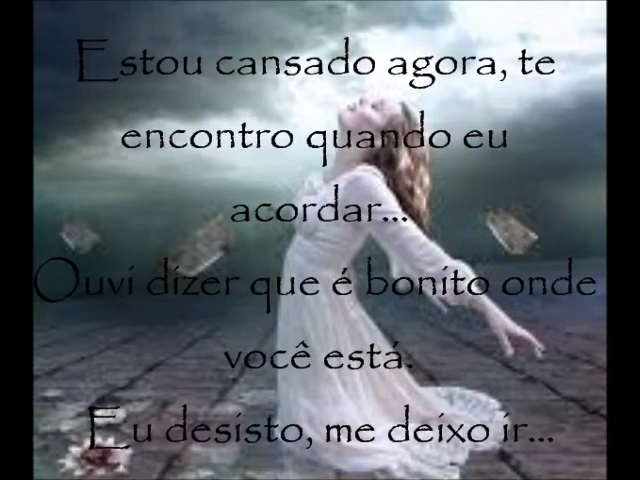 Estou cansado agora, te
encontro quando eu
acordar...
Ouvi dizer que é bonito onde
você está.
Eu desisto, me deixo ir...